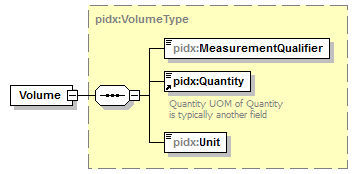 pidx:VolumeType
pidx:MeasurementQualifier
pidx:Quantity
Quantity UOM of Quantity
is typically another field
Volume
pidx:Unit